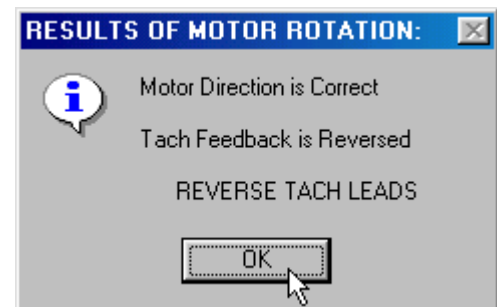 RESULTS OF MOTOR ROTATION:
Motor Direction is Correct
Tach Feedback is Reversed
REVERSE TACH LEADS
OK